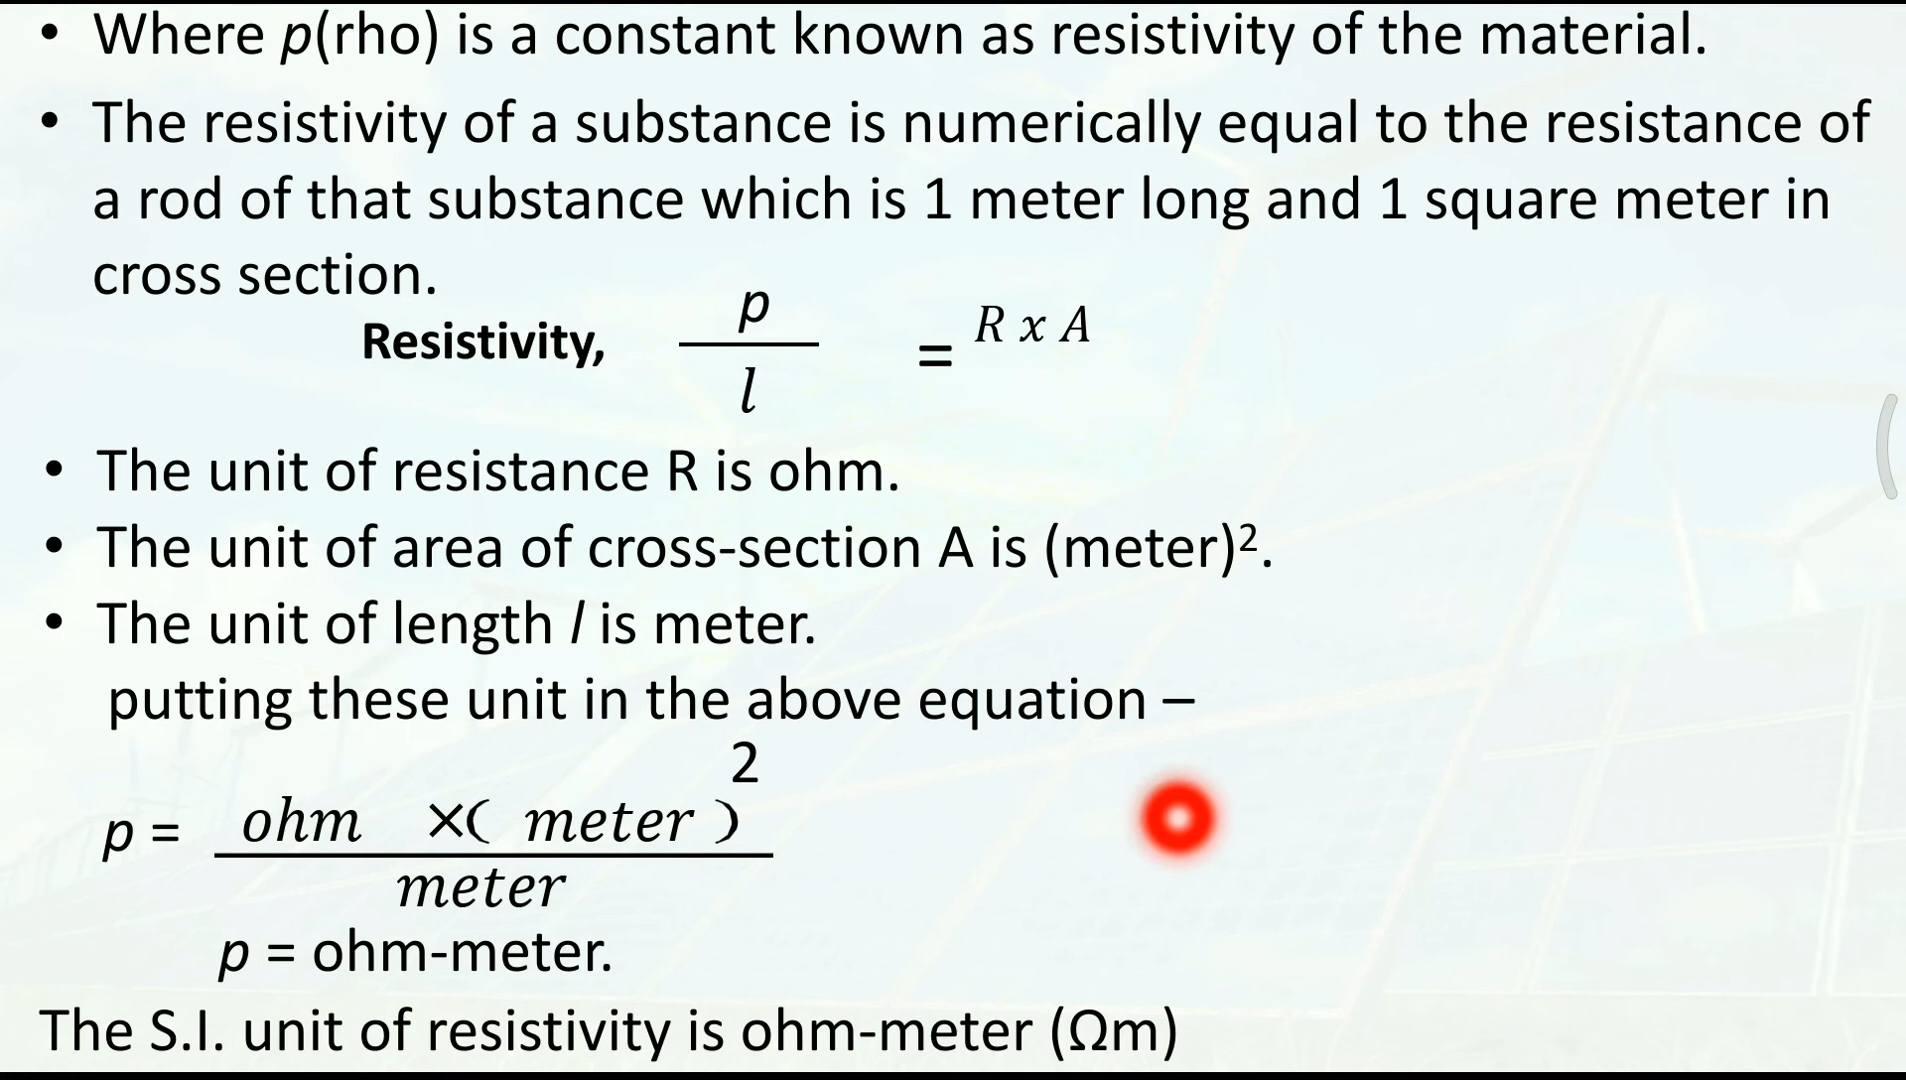 • Where p(rho) is a constant known as resistivity of the material.
• The resistivity of a substance is numerically equal to the resistance of
a rod of that substance which is 1 meter long and 1 square meter in
cross section.
Resistivity, p/l = R x A
• The unit of resistance R is ohm.
• The unit of area of cross-section A is (meter)².
• The unit of length l is meter.
putting these unit in the above equation –
2
p = ohm ×( meter )
meter
p = ohm-meter.
The S.I. unit of resistivity is ohm-meter (Ωm)